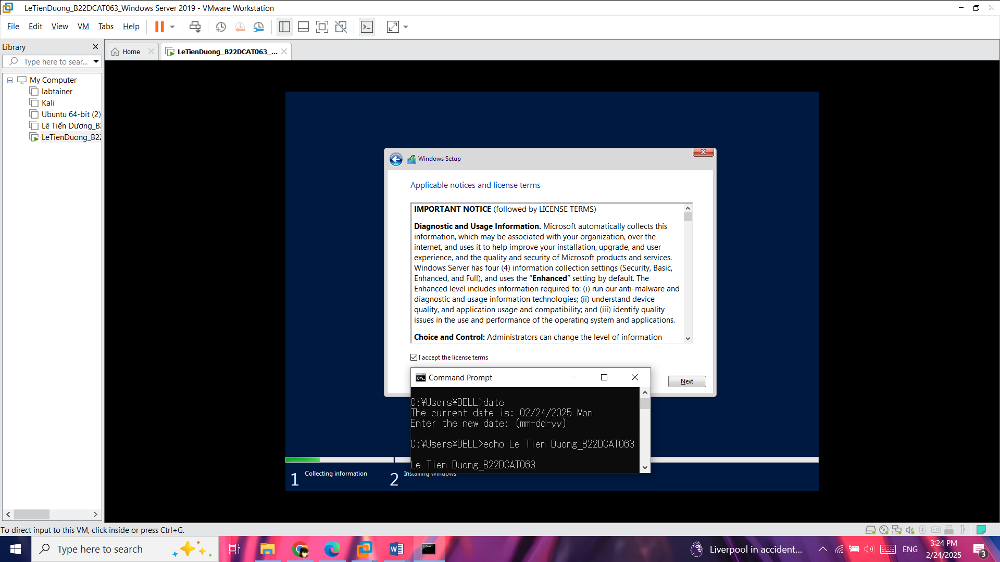 LeTienDuong_B22DCAT063_Windows Server 2019 - VMware Workstation
File Edit View VM Tabs Help
Library
Home
LeTienDuong_B22DCAT063_...
Type here to sear...
My Computer
labtainer
Kali
Ubuntu 64-bit (2)
Lê Tiến Dương_B2
LeTienDuong_B22
Windows Setup
Applicable notices and license terms
IMPORTANT NOTICE (followed by LICENSE TERMS)
Diagnostic and Usage Information. Microsoft automatically collects this
information, which may be associated with your organization, over the
internet, and uses it to help improve your installation, upgrade, and user
experience, and the quality and security of Microsoft products and services.
Windows Server has four (4) information collection settings (Security, Basic,
Enhanced, and Full), and uses the “Enhanced” setting by default. The
Enhanced level includes information required to: (i) run our anti-malware and
diagnostic and usage information technologies; (ii) understand device
quality, and application usage and compatibility; and (iii) identify quality
issues in the use and performance of the operating system and applications.
Choice and Control: Administrators can change the level of information
I accept the license terms
Next
Command Prompt
C:¥Users¥DELL>date
The current date is: 02/24/2025 Mon
Enter the new date: (mm-dd-yy)
C:¥Users¥DELL>echo Le Tien Duong_B22DCAT063
Le Tien Duong_B22DCAT063
1 Collecting information
2 Installing Windows
To direct input to this VM, click inside or press Ctrl+G.
Type here to search
Liverpool in accident...
ENG
3:24 PM
2/24/2025
3